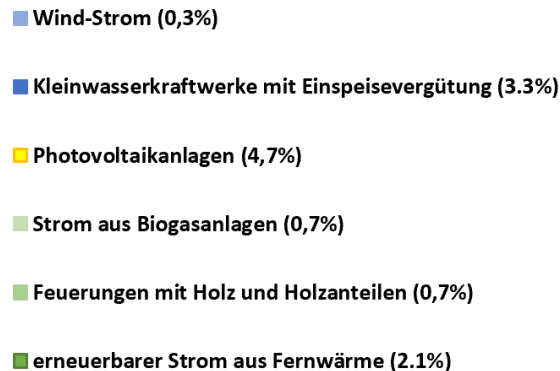 Wind-Strom (0,3%)
Kleinwasserkraftwerke mit Einspeisevergütung (3.3%)
Photovoltaikanlagen (4,7%)
Strom aus Biogasanlagen (0,7%)
Feuerungen mit Holz und Holzanteilen (0,7%)
erneuerbarer Strom aus Fernwärme (2.1%)